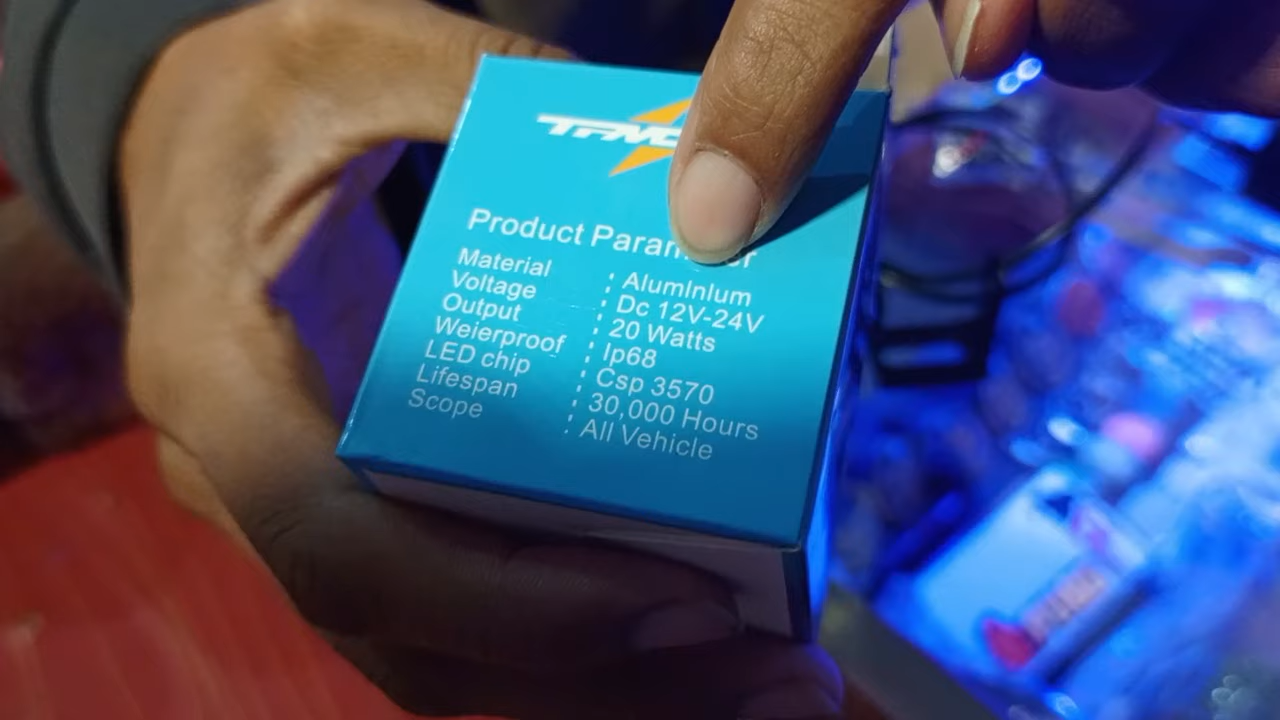 Product
Material : Aluminium
Voltage : Dc 12V-24V
Output : 20 Watts
Weierproof : Ip68
LED chip : Csp 3570
Lifespan : 30,000 Hours
Scope : All Vehicle